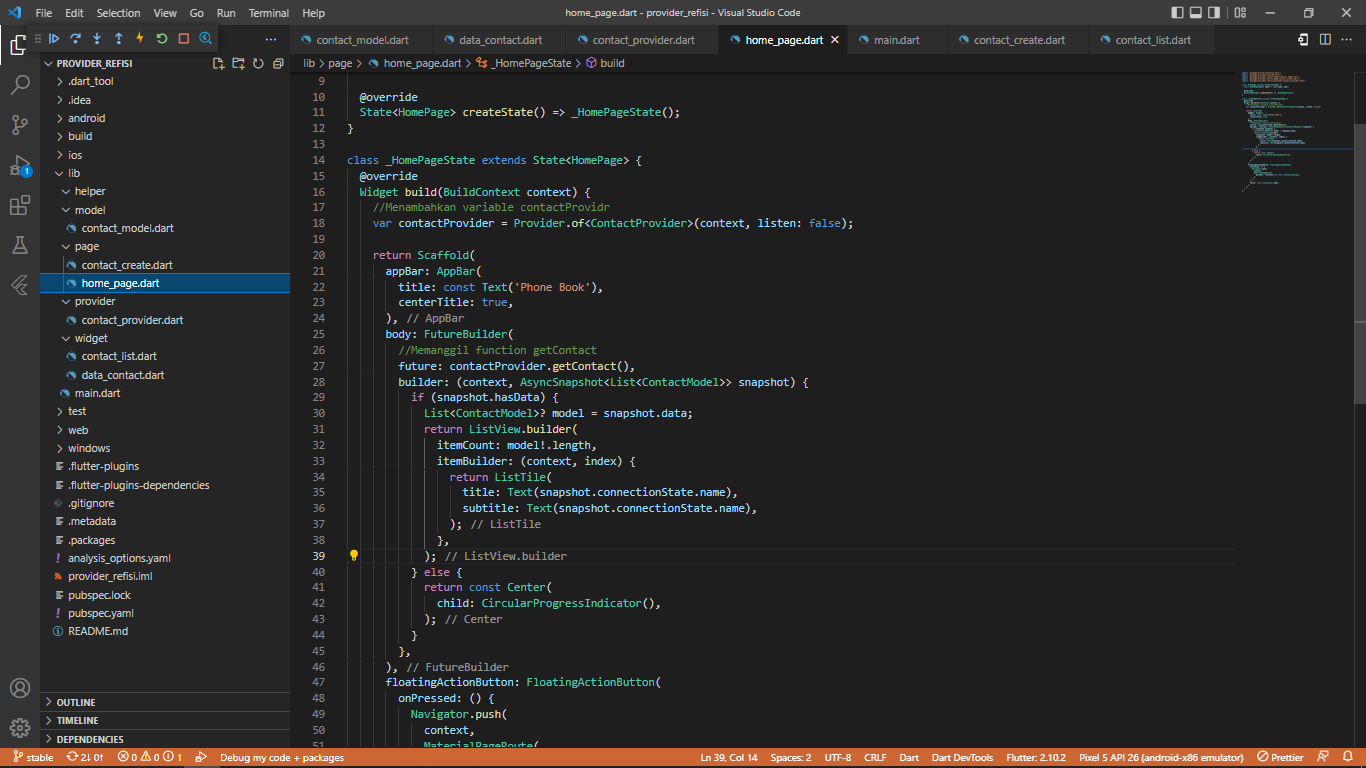 File Edit Selection View Go Run Terminal Help
home_page.dart - provider_refisi - Visual Studio Code
contact_model.dart data_contact.dart contact_provider.dart home_page.dart main.dart contact_create.dart contact_list.dart
lib > page > home_page.dart > _HomePageState > build
PROVIDER_REFISI
.dart_tool
.idea
android
build
ios
lib
helper
model
contact_model.dart
page
contact_create.dart
home_page.dart
provider
contact_provider.dart
widget
contact_list.dart
data_contact.dart
main.dart
test
web
windows
.flutter-plugins
.flutter-plugins-dependencies
.gitignore
.metadata
.packages
analysis_options.yaml
provider_refisi.iml
pubspec.lock
pubspec.yaml
README.md
OUTLINE
TIMELINE
DEPENDENCIES
1
9
10 @override
11 State<HomePage> createState() => _HomePageState();
12 }
13
14 class _HomePageState extends State<HomePage> {
15 @override
16 Widget build(BuildContext context) {
17 //Menambahkan variable contactProvidr
18 var contactProvider = Provider.of<ContactProvider>(context, listen: false);
19
20 return Scaffold(
21 appBar: AppBar(
22 title: const Text('Phone Book'),
23 centerTitle: true,
24 ), // AppBar
25 body: FutureBuilder(
26 //Memanggil function getContact
27 future: contactProvider.getContact(),
28 builder: (context, AsyncSnapshot<List<ContactModel>> snapshot) {
29 if (snapshot.hasData) {
30 List<ContactModel>? model = snapshot.data;
31 return ListView.builder(
32 itemCount: model!.length,
33 itemBuilder: (context, index) {
34 return ListTile(
35 title: Text(snapshot.connectionState.name),
36 subtitle: Text(snapshot.connectionState.name),
37 ); // ListTile
38 },
39 ); // ListView.builder
40 } else {
41 return const Center(
42 child: CircularProgressIndicator(),
43 ); // Center
44 }
45 },
46 ), // FutureBuilder
47 floatingActionButton: FloatingActionButton(
48 onPressed: () {
49 Navigator.push(
50 context,
51 MaterialPageRoute(
stable 2↓ 0↑ 0 0 1 Debug my code + packages Ln 39, Col 14 Spaces: 2 UTF-8 CRLF Dart Dart DevTools Flutter: 2.10.2 Pixel 5 API 26 (android-x86 emulator) Prettier